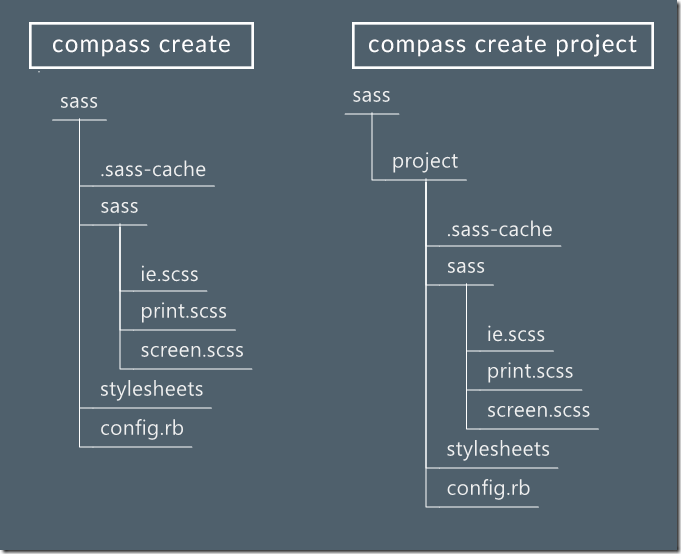 compass create
sass
.sass-cache
sass
ie.scss
print.scss
screen.scss
stylesheets
config.rb
compass create project
sass
project
.sass-cache
sass
ie.scss
print.scss
screen.scss
stylesheets
config.rb